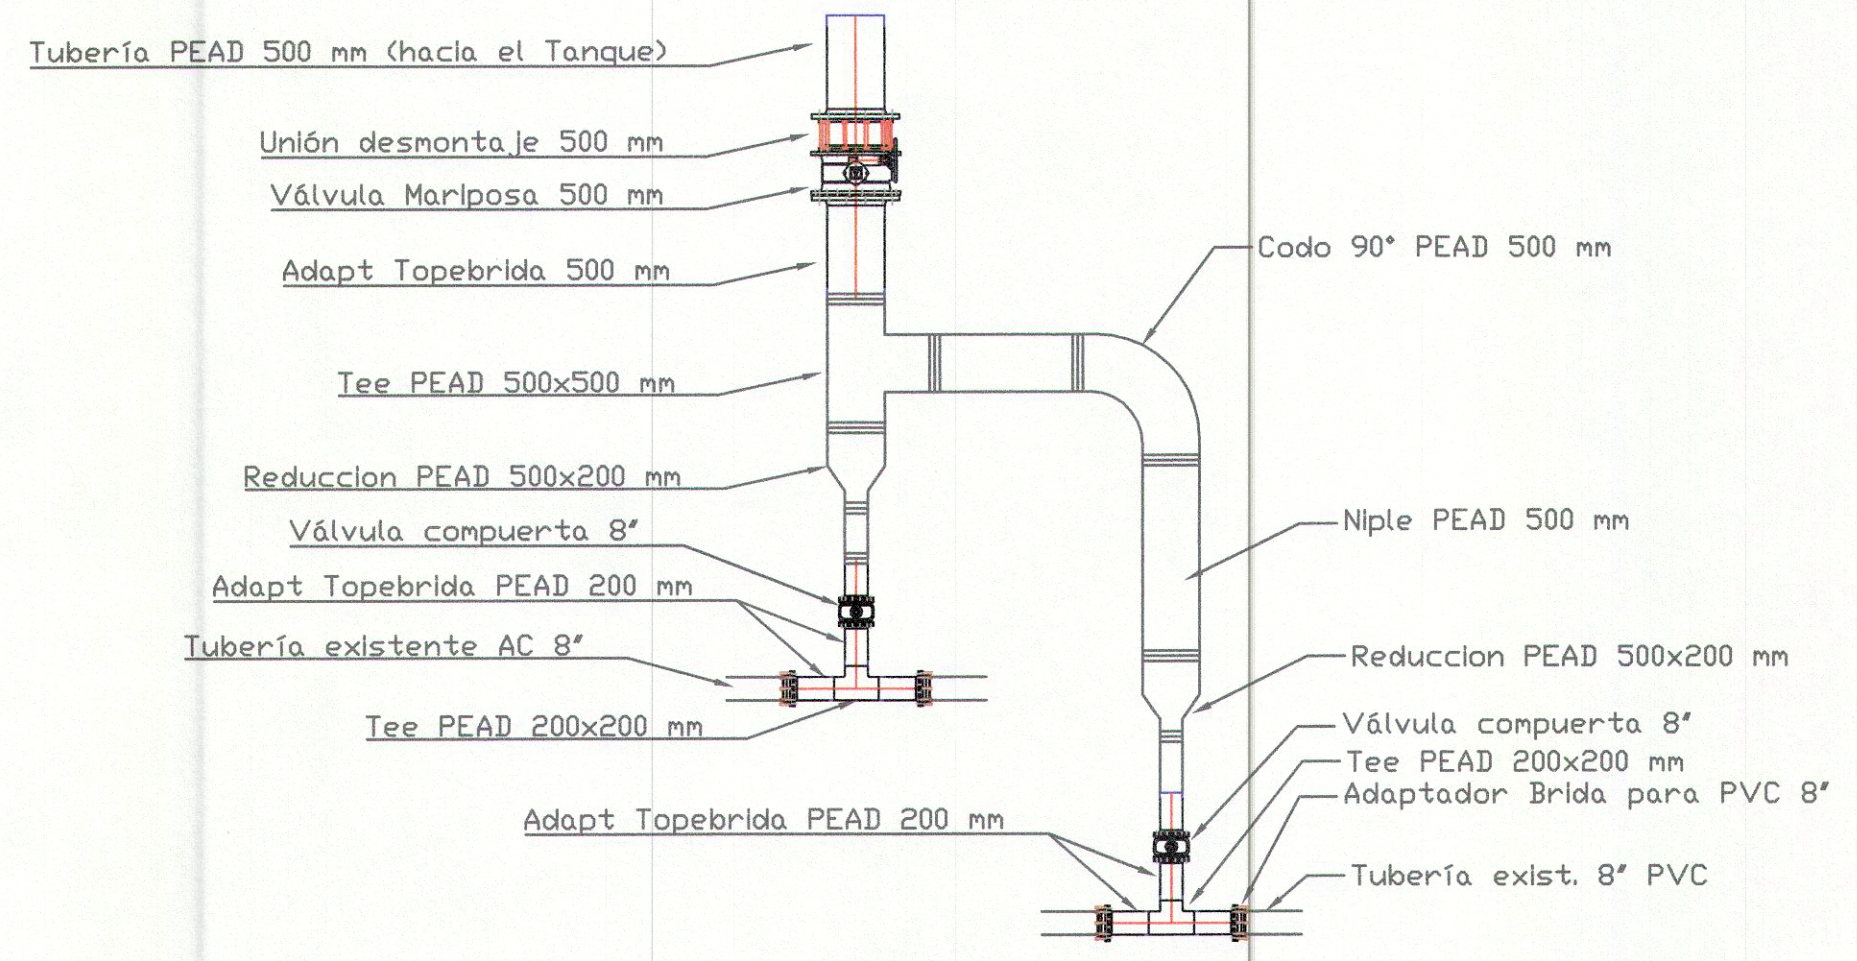 Tubería PEAD 500 mm (hacia el Tanque)
Unión desmontaje 500 mm
Válvula Mariposa 500 mm
Adapt Topebrida 500 mm
Codo 90° PEAD 500 mm
Tee PEAD 500x500 mm
Reduccion PEAD 500x200 mm
Válvula compuerta 8"
Niple PEAD 500 mm
Adapt Topebrida PEAD 200 mm
Tubería existente AC 8"
Reduccion PEAD 500x200 mm
Tee PEAD 200x200 mm
Válvula compuerta 8"
Tee PEAD 200x200 mm
Adaptador Brida para PVC 8"
Adapt Topebrida PEAD 200 mm
Tubería exist. 8" PVC